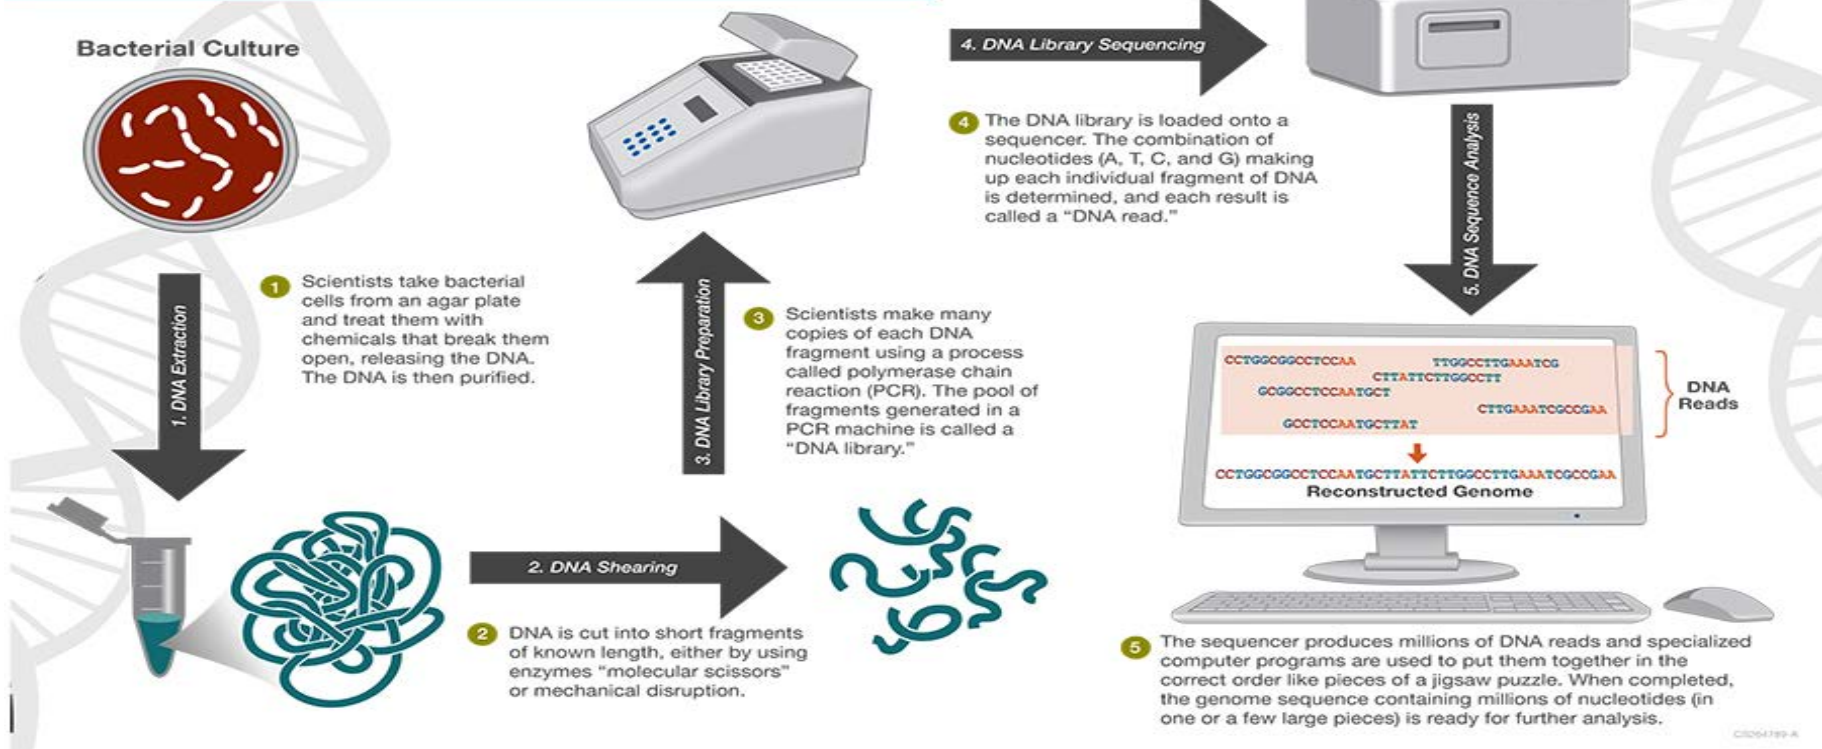 Bacterial Culture
1. DNA Extraction
1
Scientists take bacterial
cells from an agar plate
and treat them with
chemicals that break them
open, releasing the DNA.
The DNA is then purified.
2. DNA Shearing
2
DNA is cut into short fragments
of known length, either by using
enzymes “molecular scissors”
or mechanical disruption.
3. DNA Library Preparation
3
Scientists make many
copies of each DNA
fragment using a process
called polymerase chain
reaction (PCR). The pool of
fragments generated in a
PCR machine is called a
“DNA library.”
4. DNA Library Sequencing
4
The DNA library is loaded onto a
sequencer. The combination of
nucleotides (A, T, C, and G) making
up each individual fragment of DNA
is determined, and each result is
called a “DNA read.”
5. DNA Sequence Analysis
CCTGGCGGCCTCCAA
TTGGCCTTGAAATCG
CTTATTCTTGGCCTT
GCGGCCTCCAATGCT
CTTGAAATCGCCGAA
GCCTCCAATGCTTAT
DNA
Reads
CCTGGCGGCCTCCAATGCTTATTCTTGGCCTTGAAATCGCCGAA
Reconstructed Genome
5
The sequencer produces millions of DNA reads and specialized
computer programs are used to put them together in the
correct order like pieces of a jigsaw puzzle. When completed,
the genome sequence containing millions of nucleotides (in
one or a few large pieces) is ready for further analysis.